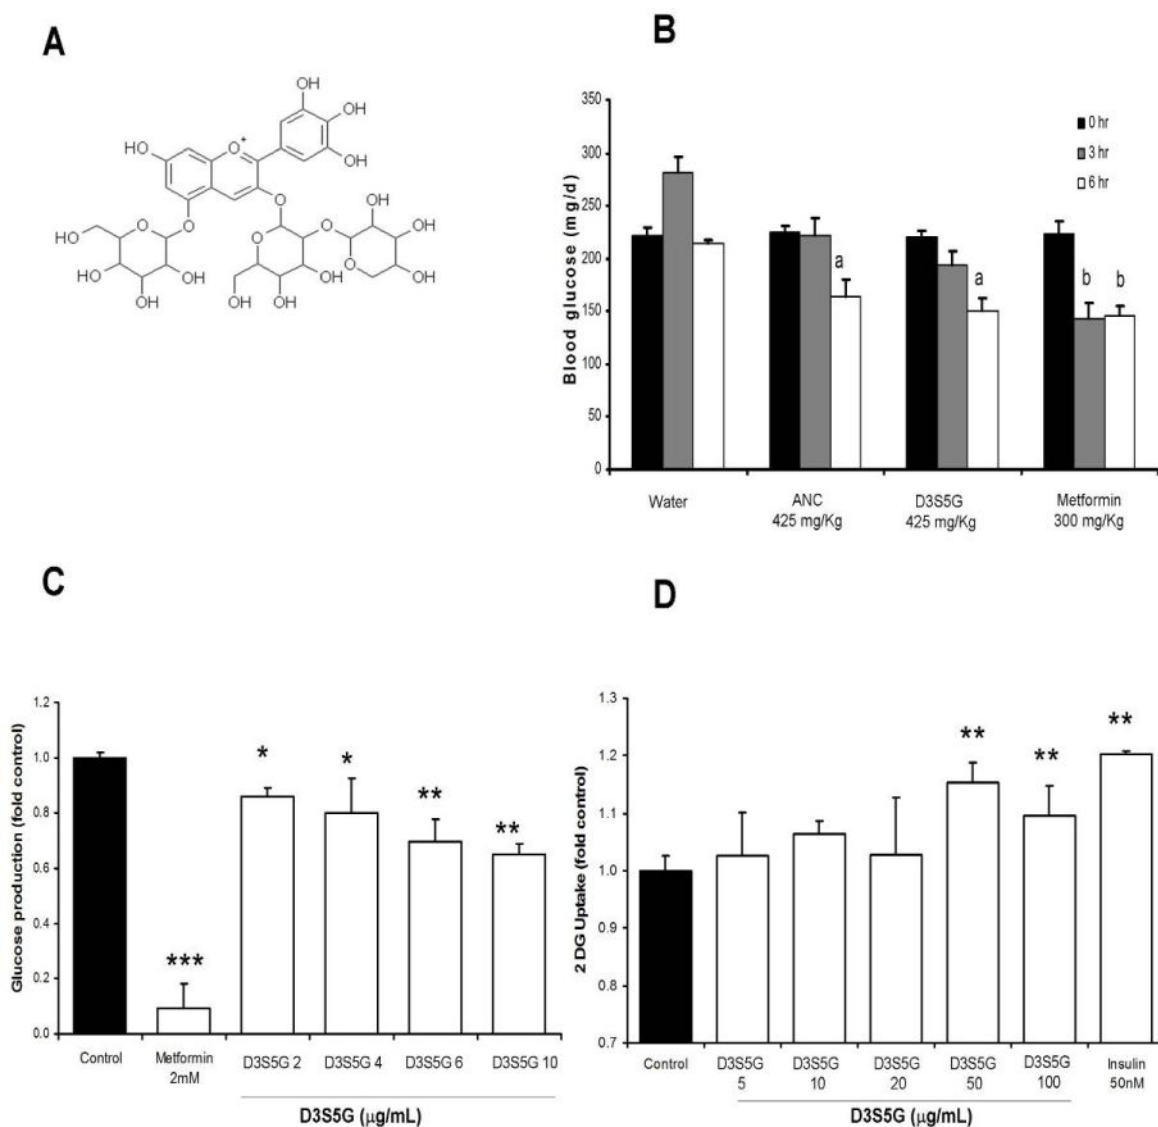 A
OH
OH
OH
OH
HO
O+
O
O
HO
O
HO
OH
OH
OH
O
O
OH
O
OH
HO
OH
OH
O
OH
OH
B
Blood glucose (mg/d)
350
300
250
200
150
100
50
0
0 hr
3 hr
6 hr
a
a
b
b
Water
ANC
425 mg/Kg
D3S5G
425 mg/Kg
Metformin
300 mg/Kg
C
Glucose production (fold control)
1.2
1.0
0.8
0.6
0.4
0.2
0.0
***
*
*
**
**
Control
Metformin
2mM
D3S5G 2
D3S5G 4
D3S5G 6
D3S5G 10
D3S5G (μg/mL)
D
2 DG Uptake (fold control)
1.3
1.2
1.1
1.0
0.9
0.8
0.7
**
**
**
Control
D3S5G
5
D3S5G
10
D3S5G
20
D3S5G
50
D3S5G
100
Insulin
50nM
D3S5G (μg/mL)